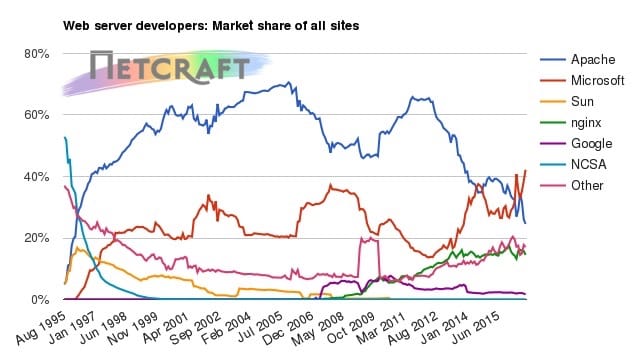 Web server developers: Market share of all sites
NETCRAFT
80%
60%
40%
20%
0%
Apache
Microsoft
Sun
nginx
Google
NCSA
Other
Aug 1995
Jan 1997
Jun 1998
Nov 1999
Apr 2001
Sep 2002
Feb 2004
Jul 2005
Dec 2006
May 2008
Oct 2009
Mar 2011
Aug 2012
Jan 2014
Jun 2015